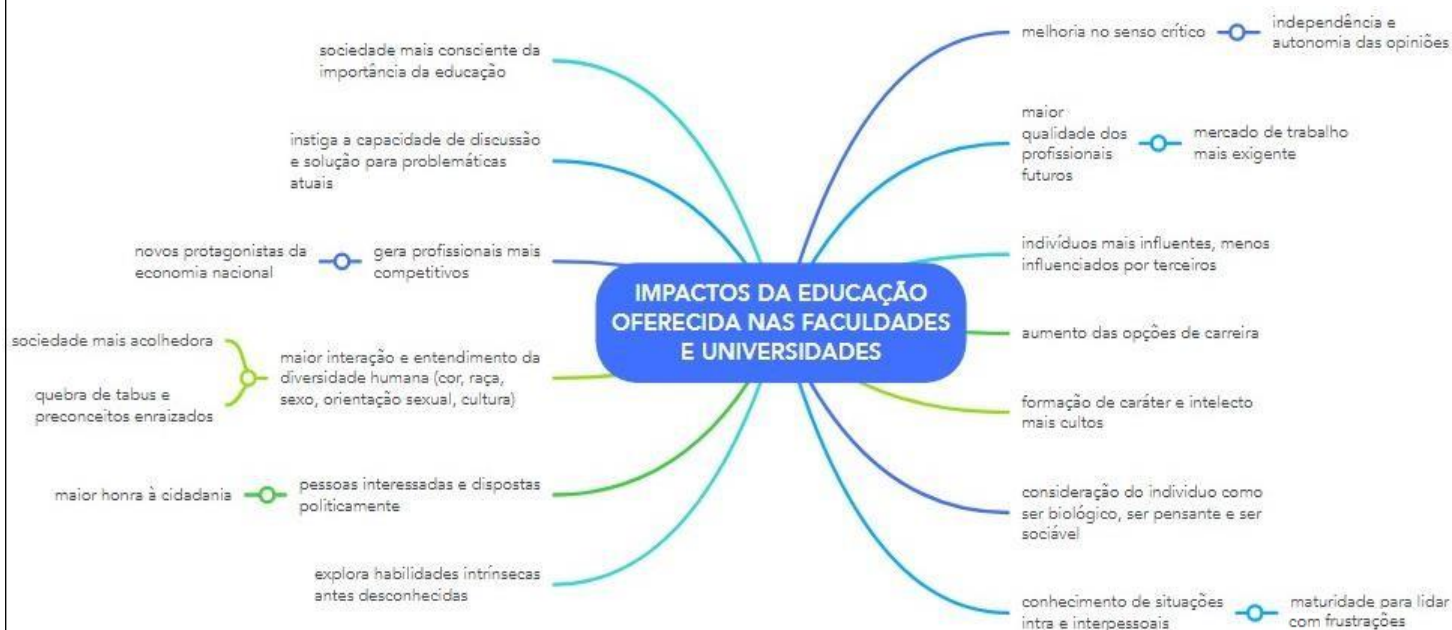 IMPACTOS DA EDUCAÇÃO
OFERECIDA NAS FACULDADES
E UNIVERSIDADES
sociedade mais consciente da
importância da educação
instiga a capacidade de discussão
e solução para problemáticas
atuais
gera profissionais mais
competitivos
novos protagonistas da
economia nacional
maior interação e entendimento da
diversidade humana (cor, raça,
sexo, orientação sexual, cultura)
sociedade mais acolhedora
quebra de tabus e
preconceitos enraizados
pessoas interessadas e dispostas
politicamente
maior honra à cidadania
explora habilidades intrínsecas
antes desconhecidas
melhoria no senso crítico
independência e
autonomia das opiniões
maior
qualidade dos
profissionais
futuros
mercado de trabalho
mais exigente
indivíduos mais influentes, menos
influenciados por terceiros
aumento das opções de carreira
formação de caráter e intelecto
mais cultos
consideração do individuo como
ser biológico, ser pensante e ser
sociável
conhecimento de situações
intra e interpessoais
maturidade para lidar
com frustrações